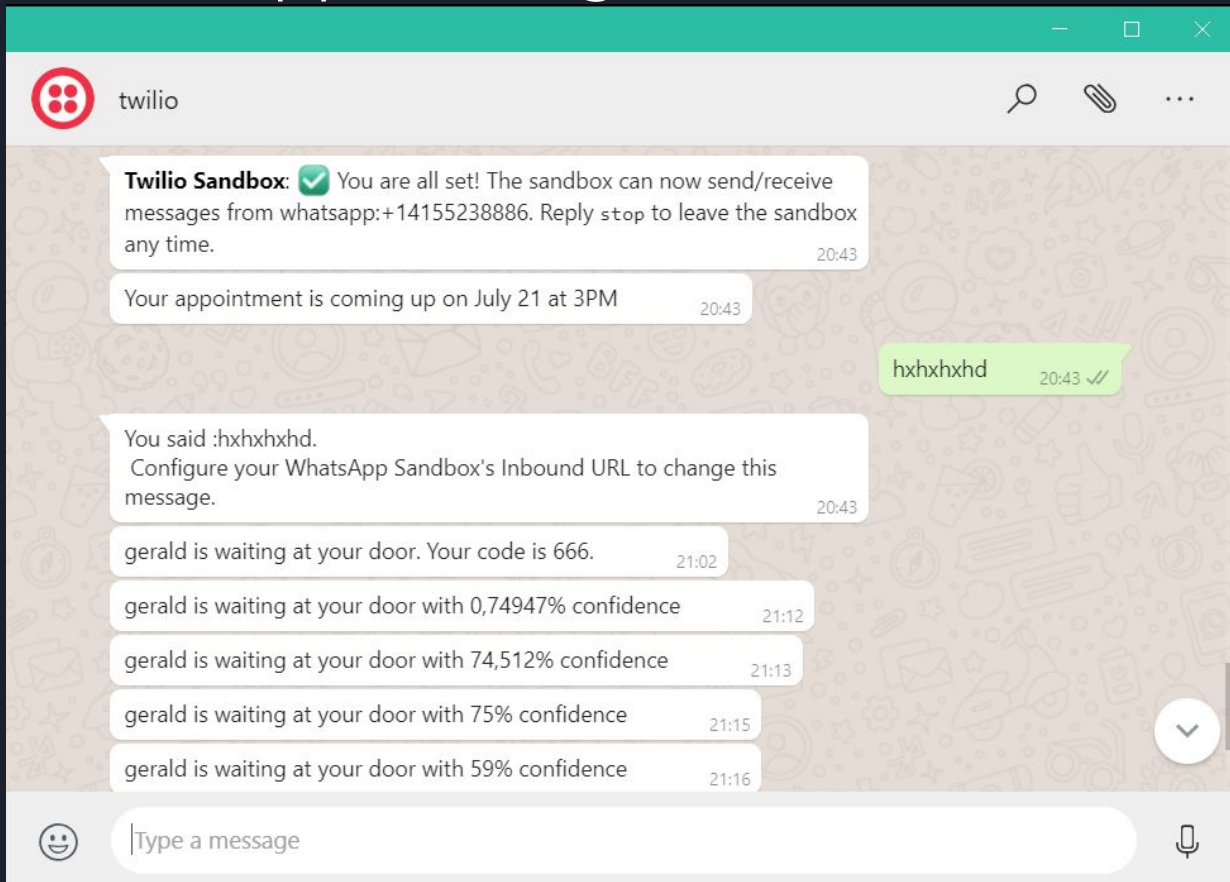 twilio
Twilio Sandbox: ✅ You are all set! The sandbox can now send/receive
messages from whatsapp:+14155238886. Reply stop to leave the sandbox
any time.
20:43
Your appointment is coming up on July 21 at 3PM
20:43
hxhxhxhd
20:43
You said :hxhxhxhd.
Configure your WhatsApp Sandbox's Inbound URL to change this
message.
20:43
gerald is waiting at your door. Your code is 666.
21:02
gerald is waiting at your door with 0,74947% confidence
21:12
gerald is waiting at your door with 74,512% confidence
21:13
gerald is waiting at your door with 75% confidence
21:15
gerald is waiting at your door with 59% confidence
21:16
Type a message